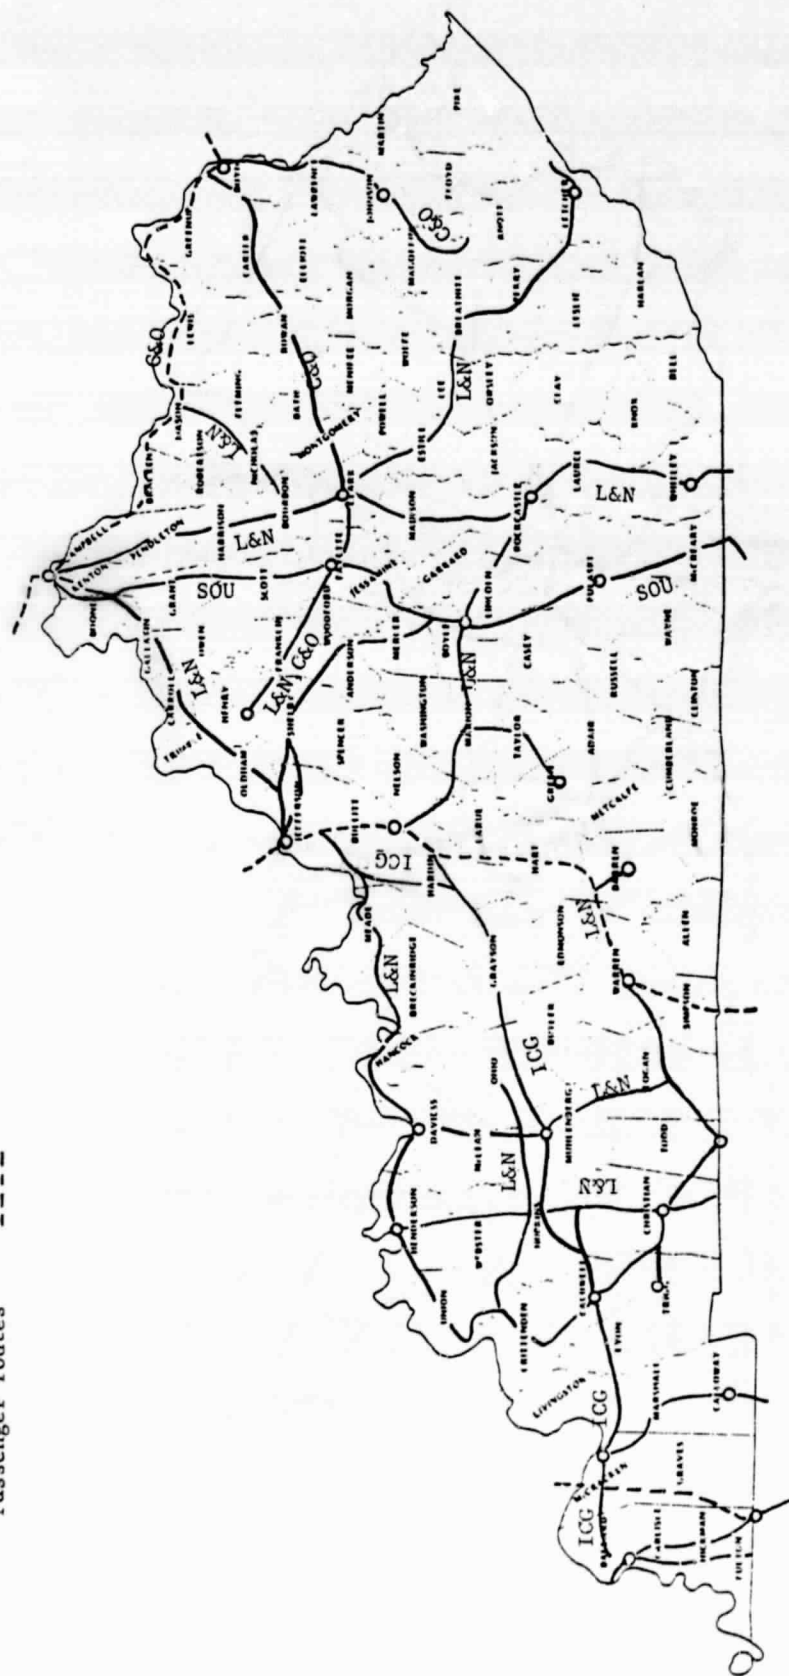 Passenger routes
PIKE
MARTIN
FLOYD
JOHNSON
LAWRENCE
BOYD
GREENUP
CARTER
ELLIOTT
MORGAN
MAGOFFIN
C&O
KNOTT
LETCHER
PERRY
BREATHITT
LESLIE
HARLAN
LEWIS
C&O
ROWAN
C&O
MENIFEE
WOLFE
LEE
L&N
OWSLEY
CLAY
BELL
KNOX
MASON
FLEMING
BATH
L&N
BRACKEN
ROBERTSON
NICHOLAS
MONTGOMERY
POWELL
ESTILL
JACKSON
LAUREL
WHITLEY
L&N
CAMPBELL
PENDLETON
KENTON
HARRISON
BOURBON
CLARK
L&N
MADISON
ROCKCASTLE
McCREARY
BOONE
GRANT
SOU
SCOTT
FAYETTE
JESSAMINE
GARRARD
LINCOLN
PULASKI
SOU
GALLATIN
OWEN
FRANKLIN
WOODFORD
C&O
MERCER
BOYLE
CASEY
WAYNE
CARROLL
L&N
HENRY
L&N
SHELBY
ANDERSON
WASHINGTON
L&N
MARION
RUSSELL
CLINTON
TRIMBLE
OLDHAM
JEFFERSON
SPENCER
NELSON
TAYLOR
ADAIR
CUMBERLAND
BULLITT
LARUE
GREEN
METCALFE
MONROE
ICG
HARDIN
HART
BARREN
L&N
MEADE
L&N
BRECKINRIDGE
GRAYSON
EDMONSON
WARREN
ALLEN
SIMPSON
HANCOCK
OHIO
ICG
BUTLER
LOGAN
L&N
DAVIESS
McLEAN
MUHLENBERG
TODD
L&N
L&N
HENDERSON
WEBSTER
HOPKINS
CHRISTIAN
UNION
CRITTENDEN
CALDWELL
TRIGG
LYON
LIVINGSTON
ICG
MARSHALL
CALLOWAY
McCRACKEN
GRAVES
ICG
BALLARD
CARLISLE
HICKMAN
FULTON